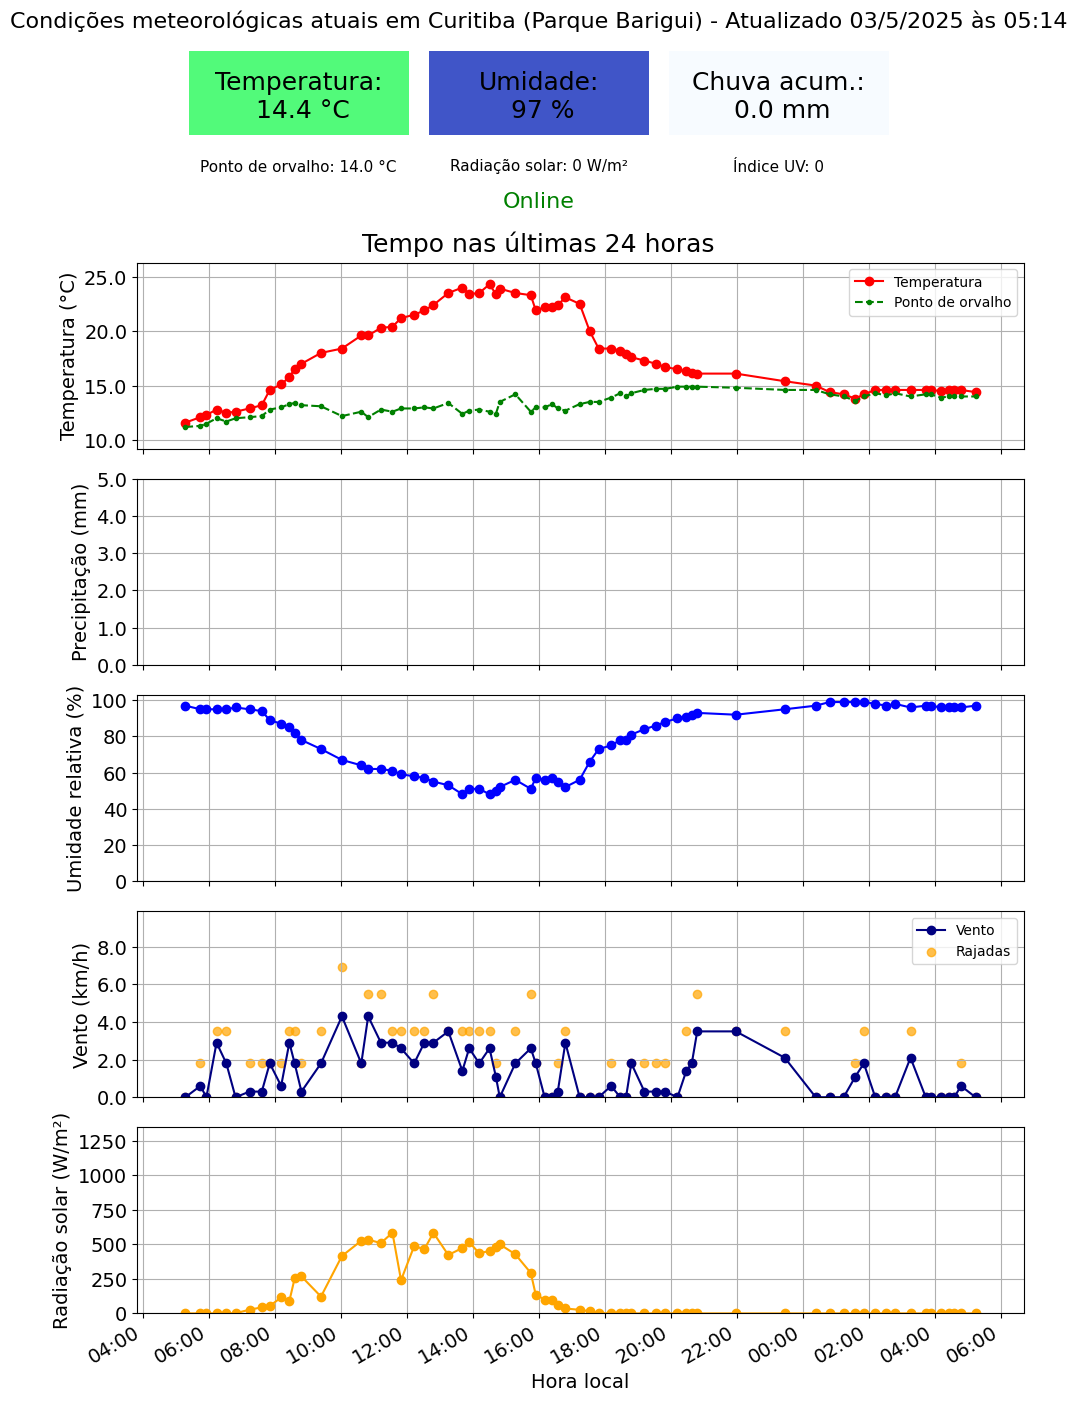 Condições meteorológicas atuais em Curitiba (Parque Barigui) - Atualizado 03/5/2025 às 05:14
Temperatura:
14.4 °C
Umidade:
97 %
Chuva acum.:
0.0 mm
Ponto de orvalho: 14.0 °C
Radiação solar: 0 W/m²
Índice UV: 0
Online
Tempo nas últimas 24 horas
Temperatura (°C)
25.0
20.0
15.0
10.0
Temperatura
Ponto de orvalho
Precipitação (mm)
5.0
4.0
3.0
2.0
1.0
0.0
Umidade relativa (%)
100
80
60
40
20
0
Vento (km/h)
8.0
6.0
4.0
2.0
0.0
Vento
Rajadas
Radiação solar (W/m²)
1250
1000
750
500
250
0
04:00
06:00
08:00
10:00
12:00
14:00
16:00
18:00
20:00
22:00
00:00
02:00
04:00
06:00
Hora local